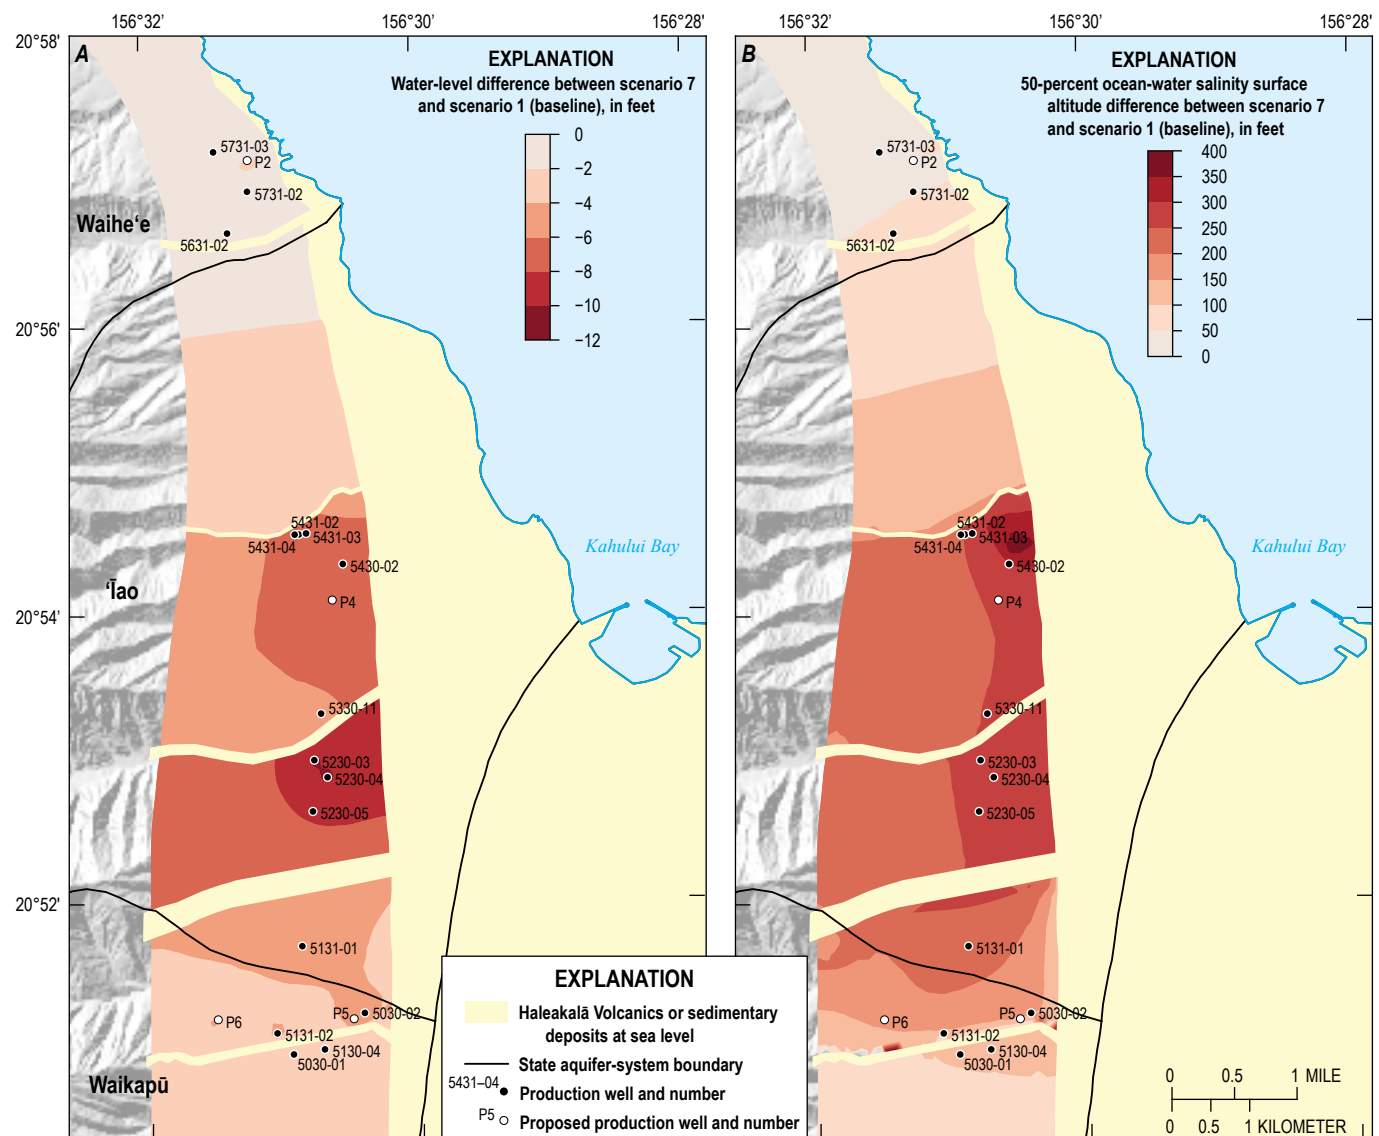 156°32'
156°30'
156°28'
156°32'
156°30'
156°28'
20°58'
20°56'
20°54'
20°52'
A
EXPLANATION
Water-level difference between scenario 7
and scenario 1 (baseline), in feet
0
−2
−4
−6
−8
−10
−12
5731-03
P2
5731-02
Waiheʻe
5631-02
5431-02
5431-03
5431-04
5430-02
Kahului Bay
ʻĪao
P4
5330-11
5230-03
5230-04
5230-05
5131-01
P5
5030-02
P6
5131-02
5130-04
5030-01
Waikapū
B
EXPLANATION
50-percent ocean-water salinity surface
altitude difference between scenario 7
and scenario 1 (baseline), in feet
400
350
300
250
200
150
100
50
0
5731-03
P2
5731-02
5631-02
5431-02
5431-03
5431-04
5430-02
Kahului Bay
P4
5330-11
5230-03
5230-04
5230-05
5131-01
P5
5030-02
P6
5131-02
5130-04
5030-01
EXPLANATION
Haleakalā Volcanics or sedimentary
deposits at sea level
State aquifer-system boundary
5431–04
Production well and number
P5
Proposed production well and number
0 0.5 1 MILE
0 0.5 1 KILOMETER